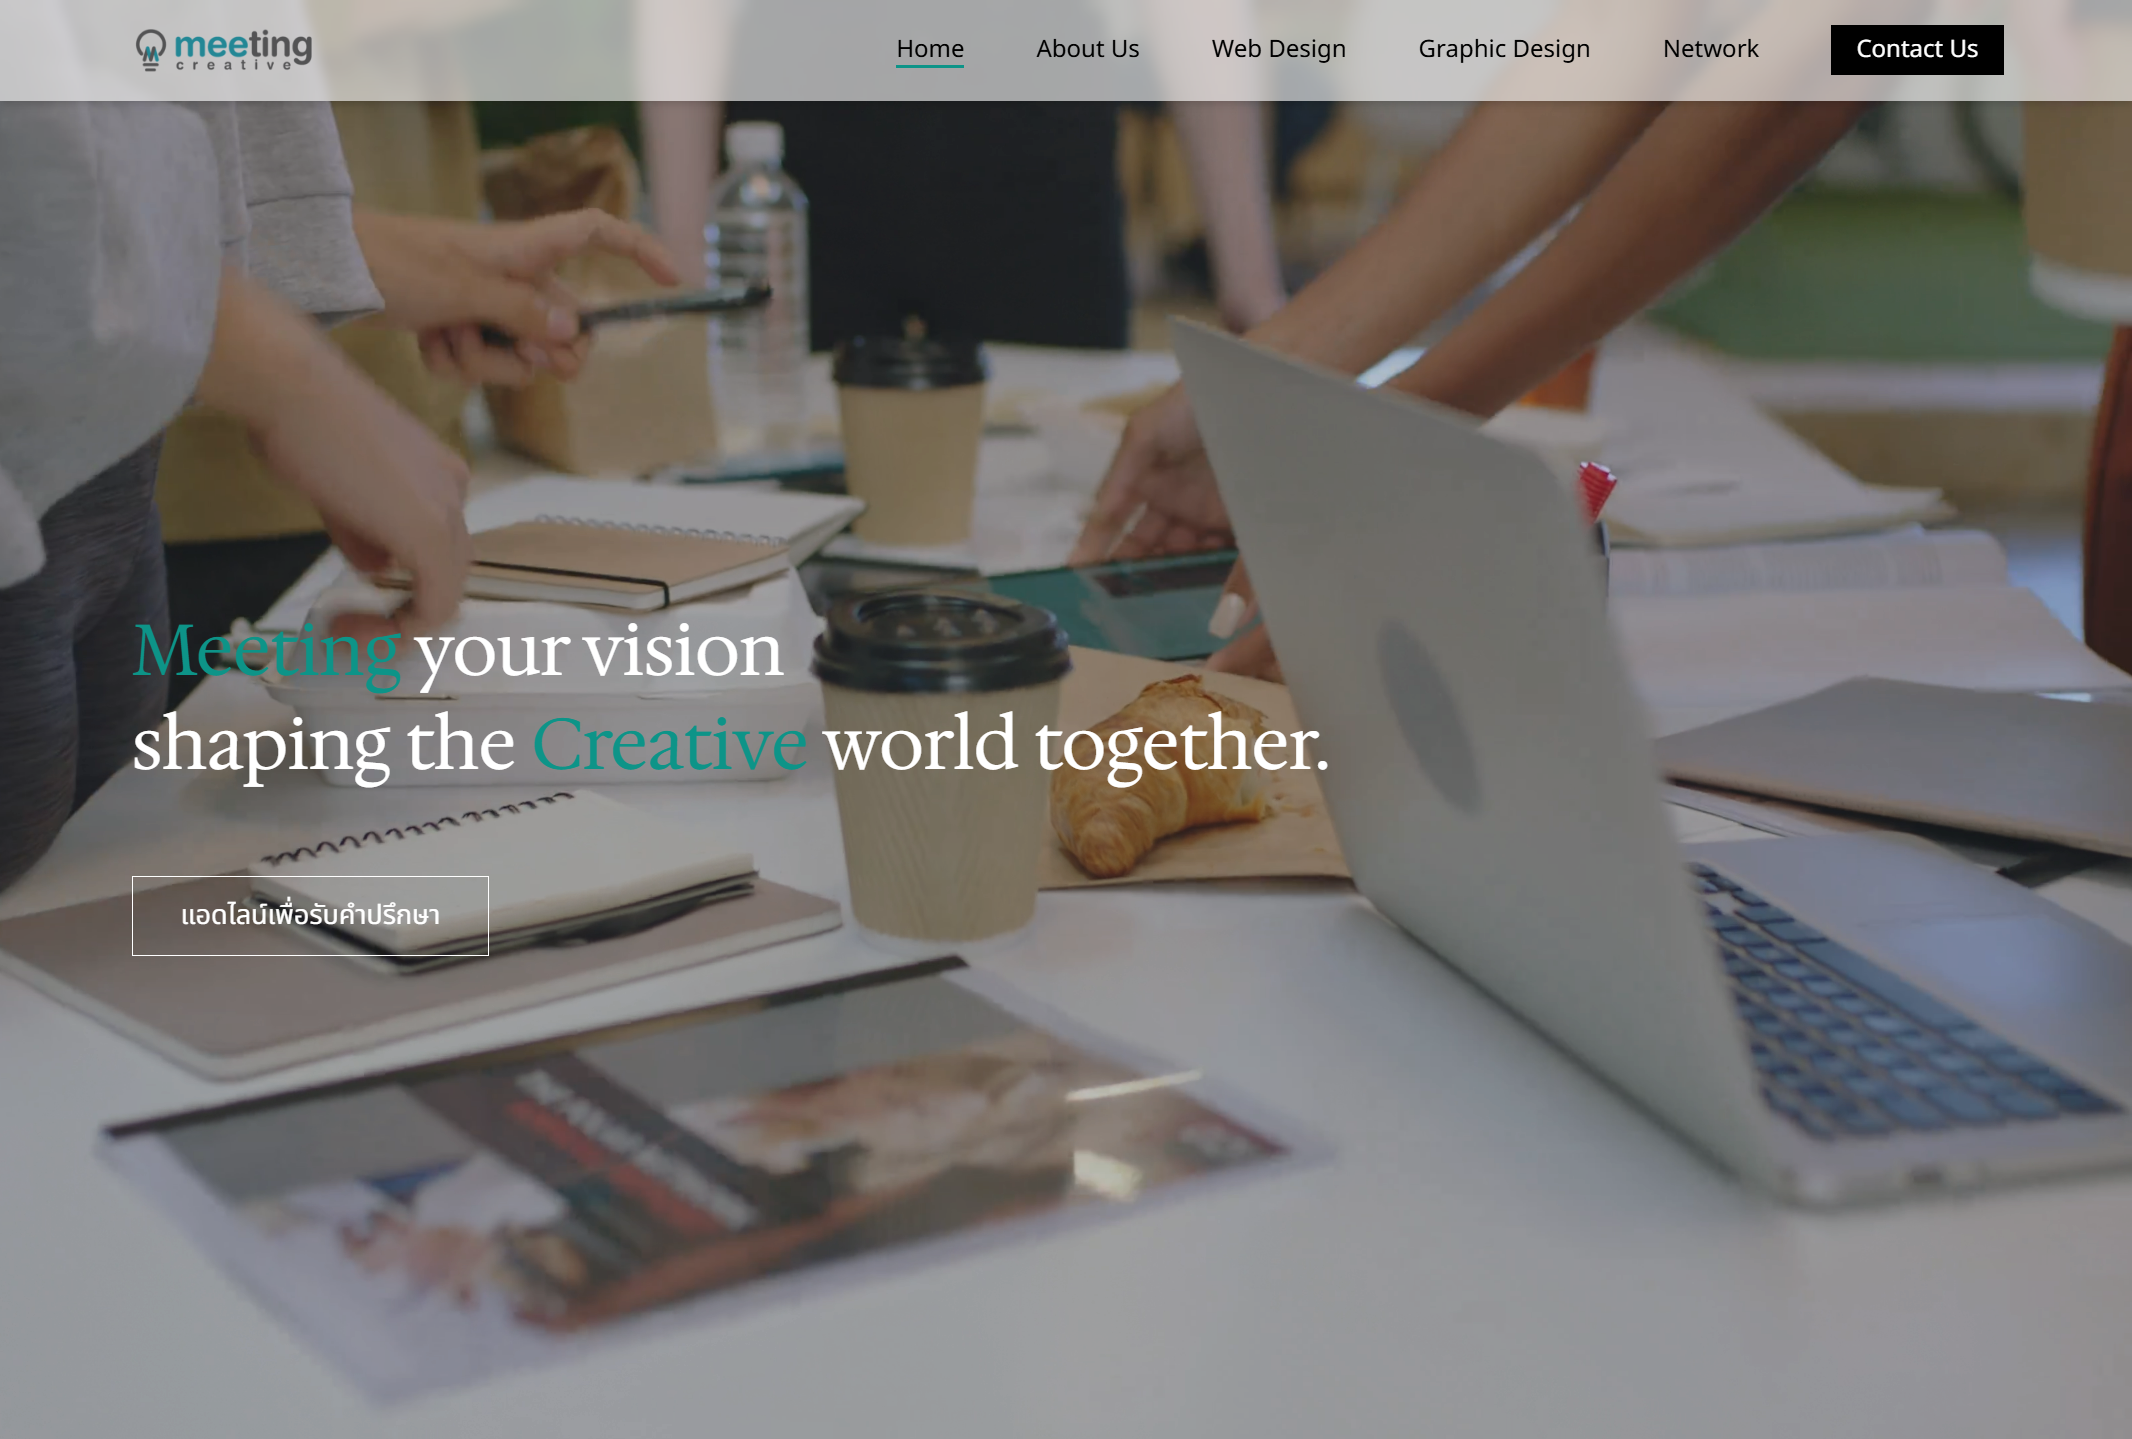 meeting
creative
Home
About Us
Web Design
Graphic Design
Network
Contact Us
Meeting your vision
shaping the Creative world together.
แอดไลน์เพื่อรับคำปรึกษา